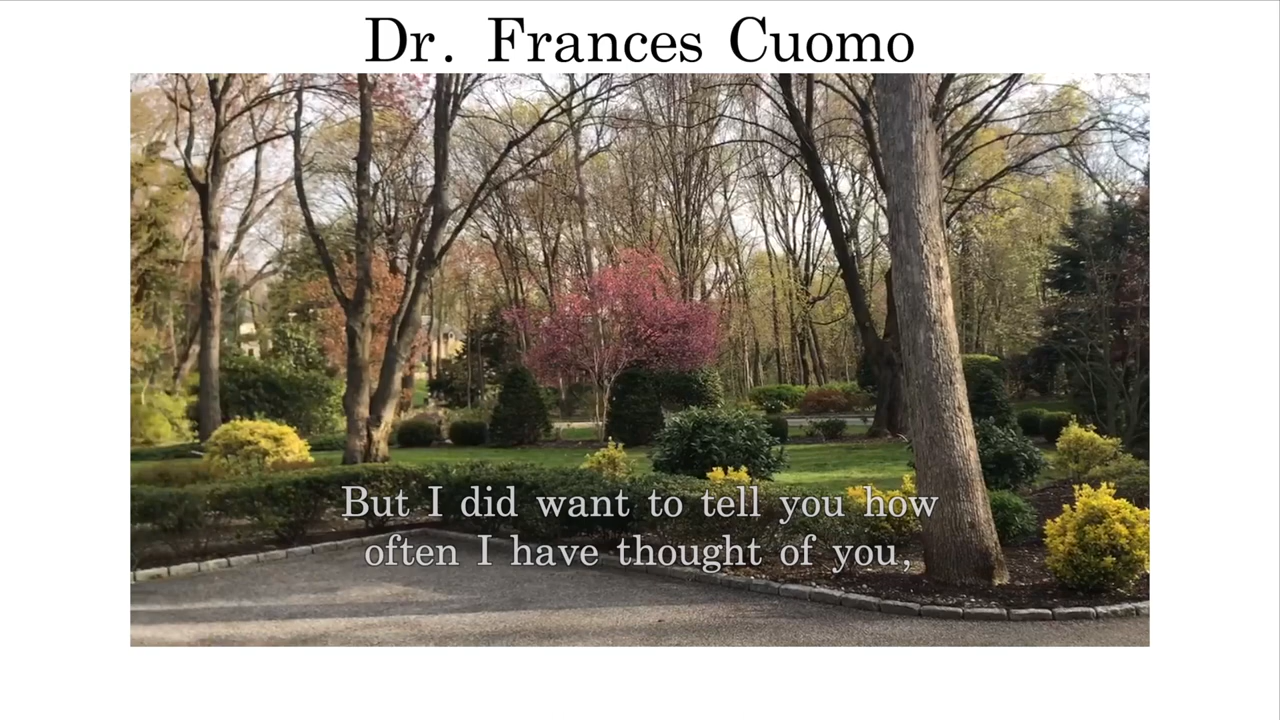 Dr. Frances Cuomo
But I did want to tell you how
often I have thought of you,